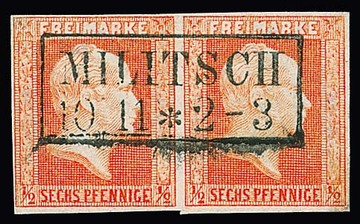 FREIMARKE FREIMARKE
MILITSCH
10 11 * 2-3
½ SECHS PFENNIGE ½ ½ SECHS PFENNIGE ½